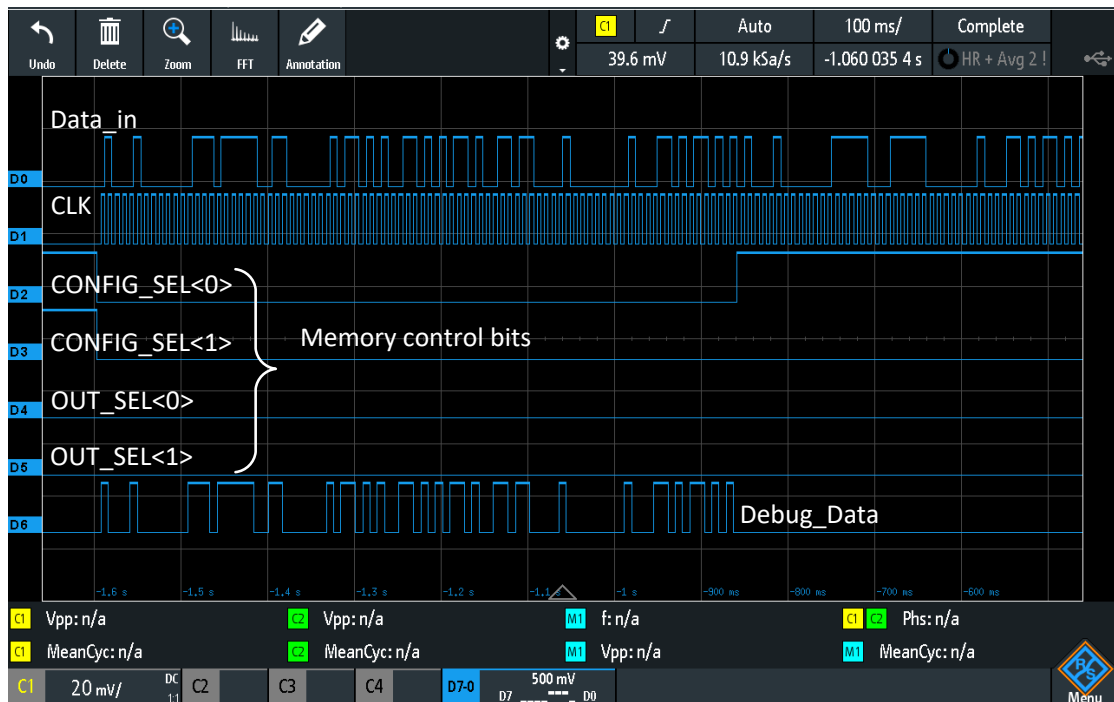 C1 Auto 100 ms/ Complete
Undo Delete Zoom FFT Annotation 39.6 mV 10.9 kSa/s -1.060 035 4 s HR + Avg 2 !
Data_in
D0
CLK
D1
CONFIG_SEL<0>
D2
CONFIG_SEL<1> Memory control bits
D3
OUT_SEL<0>
D4
OUT_SEL<1>
D5
Debug_Data
D6
-1.6 s -1.5 s -1.4 s -1.3 s -1.2 s -1.1 s -1 s -900 ms -800 ms -700 ms -600 ms
C1 Vpp: n/a C2 Vpp: n/a M1 f: n/a C1 C2 Phs: n/a
C1 MeanCyc: n/a C2 MeanCyc: n/a M1 Vpp: n/a M1 MeanCyc: n/a
C1 20 mV/ DC 1:1 C2 C3 C4 D7-0 500 mV D7 D0 R&S
Menu